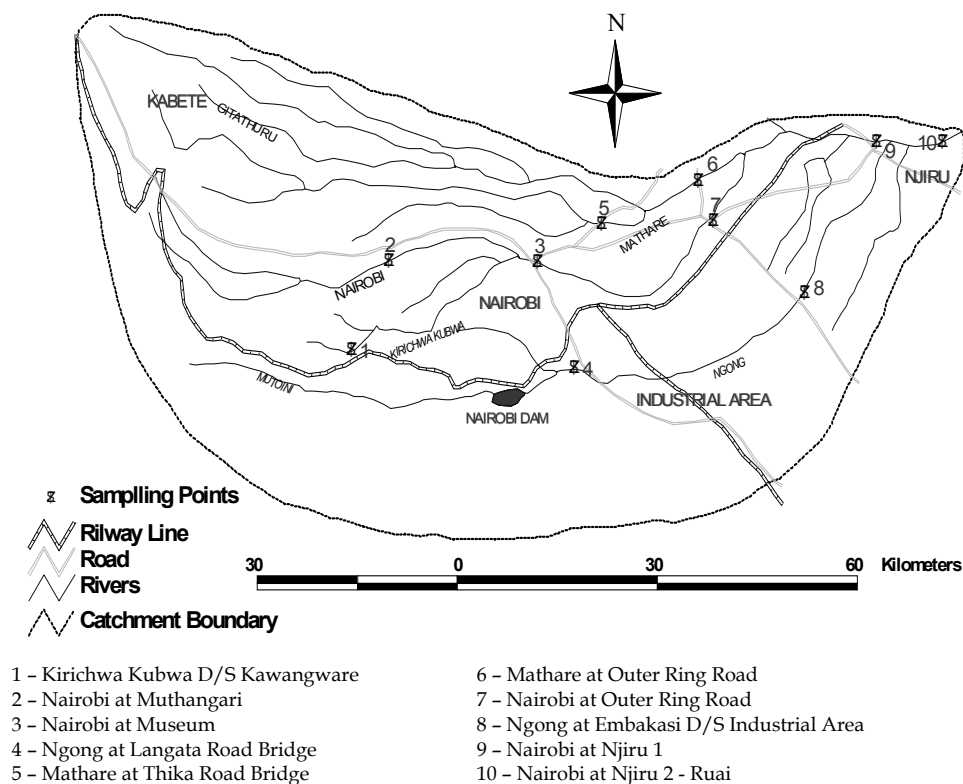 N
KABETE
GITATHURU
6
10
9
NJIRU
5
7
MATHARE
2
3
NAIROBI
NAIROBI
8
KIRICHWA KUBWA
1
4
NGONG
MUTOINI
INDUSTRIAL AREA
NAIROBI DAM
Samplling Points
Rilway Line
Road
Rivers
Catchment Boundary
30 0 30 60 Kilometers
1 – Kirichwa Kubwa D/S Kawangware
2 – Nairobi at Muthangari
3 – Nairobi at Museum
4 – Ngong at Langata Road Bridge
5 – Mathare at Thika Road Bridge
6 – Mathare at Outer Ring Road
7 – Nairobi at Outer Ring Road
8 – Ngong at Embakasi D/S Industrial Area
9 – Nairobi at Njiru 1
10 – Nairobi at Njiru 2 - Ruai